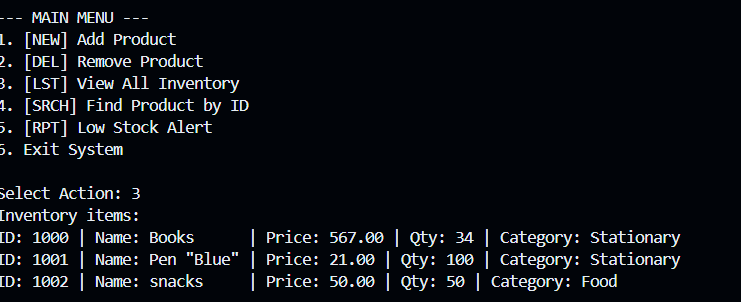 --- MAIN MENU ---
1. [NEW] Add Product
2. [DEL] Remove Product
3. [LST] View All Inventory
4. [SRCH] Find Product by ID
5. [RPT] Low Stock Alert
6. Exit System

Select Action: 3
Inventory items:
ID: 1000 | Name: Books      | Price: 567.00 | Qty: 34 | Category: Stationary
ID: 1001 | Name: Pen "Blue" | Price: 21.00 | Qty: 100 | Category: Stationary
ID: 1002 | Name: snacks     | Price: 50.00 | Qty: 50 | Category: Food